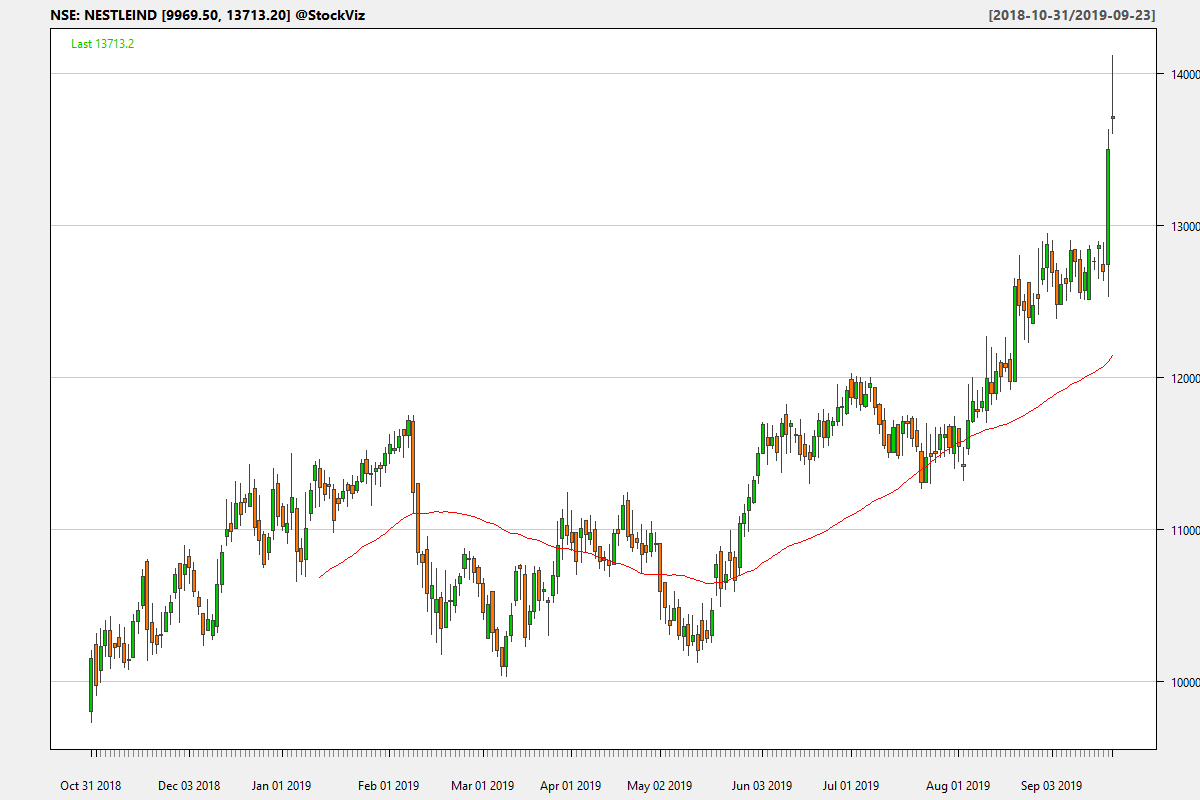 NSE: NESTLEIND [9969.50, 13713.20] @StockViz
[2018-10-31/2019-09-23]
Last 13713.2
14000
13000
12000
11000
10000
Oct 31 2018
Dec 03 2018
Jan 01 2019
Feb 01 2019
Mar 01 2019
Apr 01 2019
May 02 2019
Jun 03 2019
Jul 01 2019
Aug 01 2019
Sep 03 2019